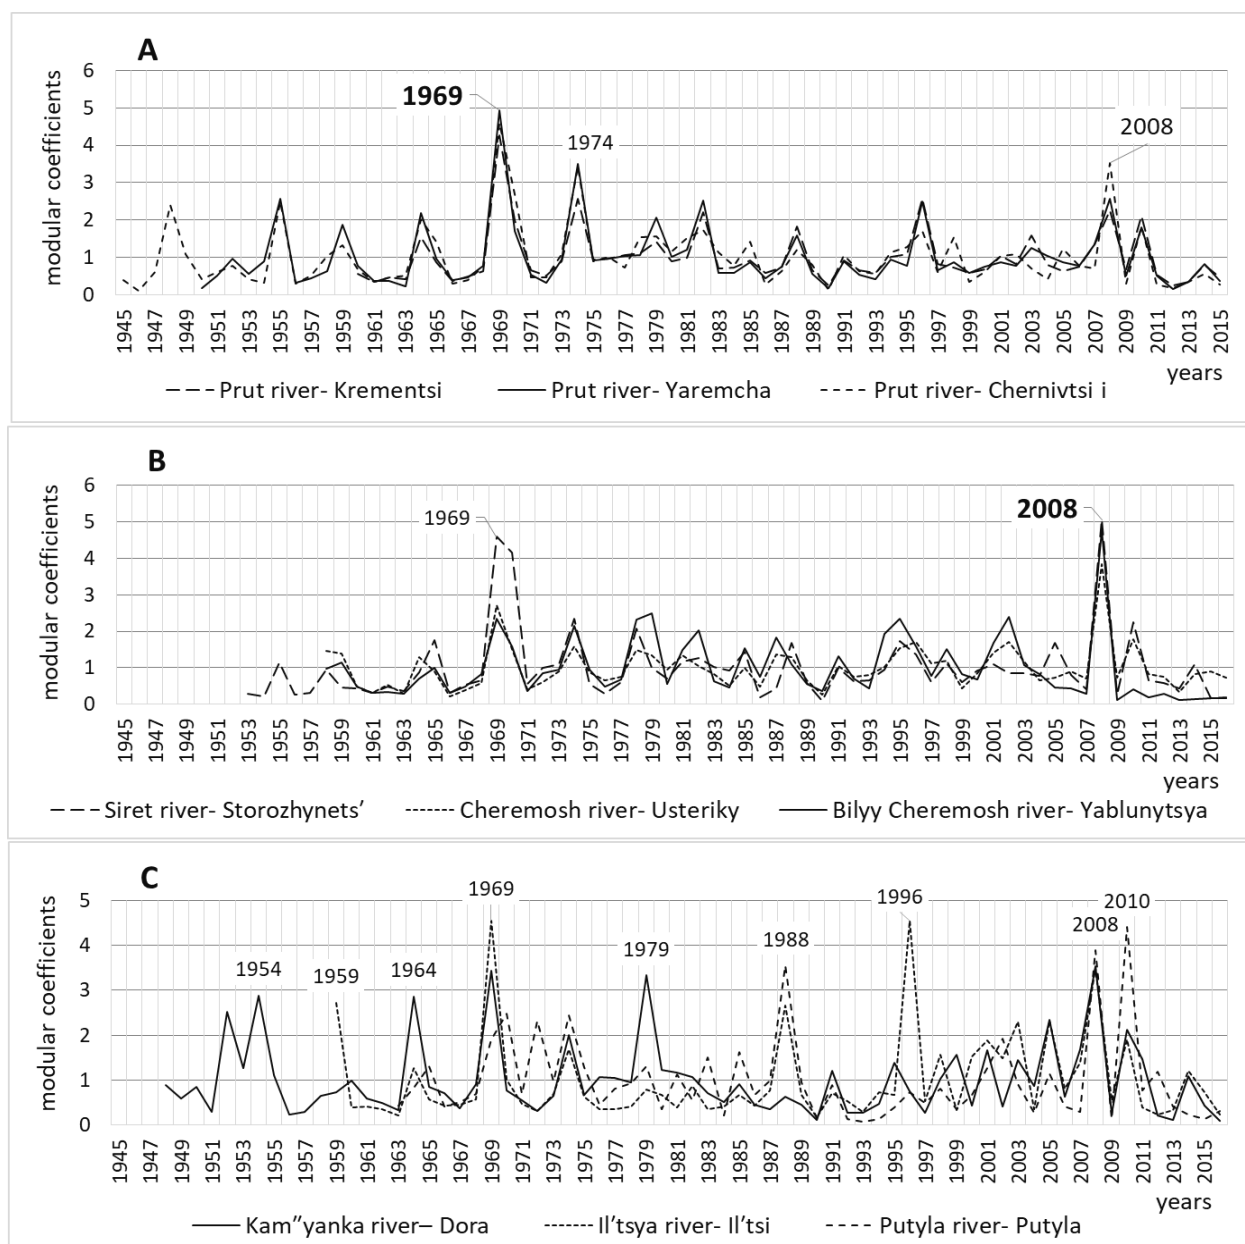 A
modular coefficients
6
5
4
3
2
1
0
1969
1974
2008
1945 1947 1949 1951 1953 1955 1957 1959 1961 1963 1965 1967 1969 1971 1973 1975 1977 1979 1981 1983 1985 1987 1989 1991 1993 1995 1997 1999 2001 2003 2005 2007 2009 2011 2013 2015
years
Prut river- Krementsi Prut river- Yaremcha Prut river- Chernivtsi i
B
modular coefficients
6
5
4
3
2
1
0
1969
2008
1945 1947 1949 1951 1953 1955 1957 1959 1961 1963 1965 1967 1969 1971 1973 1975 1977 1979 1981 1983 1985 1987 1989 1991 1993 1995 1997 1999 2001 2003 2005 2007 2009 2011 2013 2015
years
Siret river- Storozhynets’ Cheremosh river- Usteriky Bilyy Cheremosh river- Yablunytsya
C
modular coefficients
5
4
3
2
1
0
1954
1959
1964
1969
1979
1988
1996
2008
2010
1945 1947 1949 1951 1953 1955 1957 1959 1961 1963 1965 1967 1969 1971 1973 1975 1977 1979 1981 1983 1985 1987 1989 1991 1993 1995 1997 1999 2001 2003 2005 2007 2009 2011 2013 2015
years
Kam”yanka river– Dora Il’tsya river- Il’tsi Putyla river- Putyla